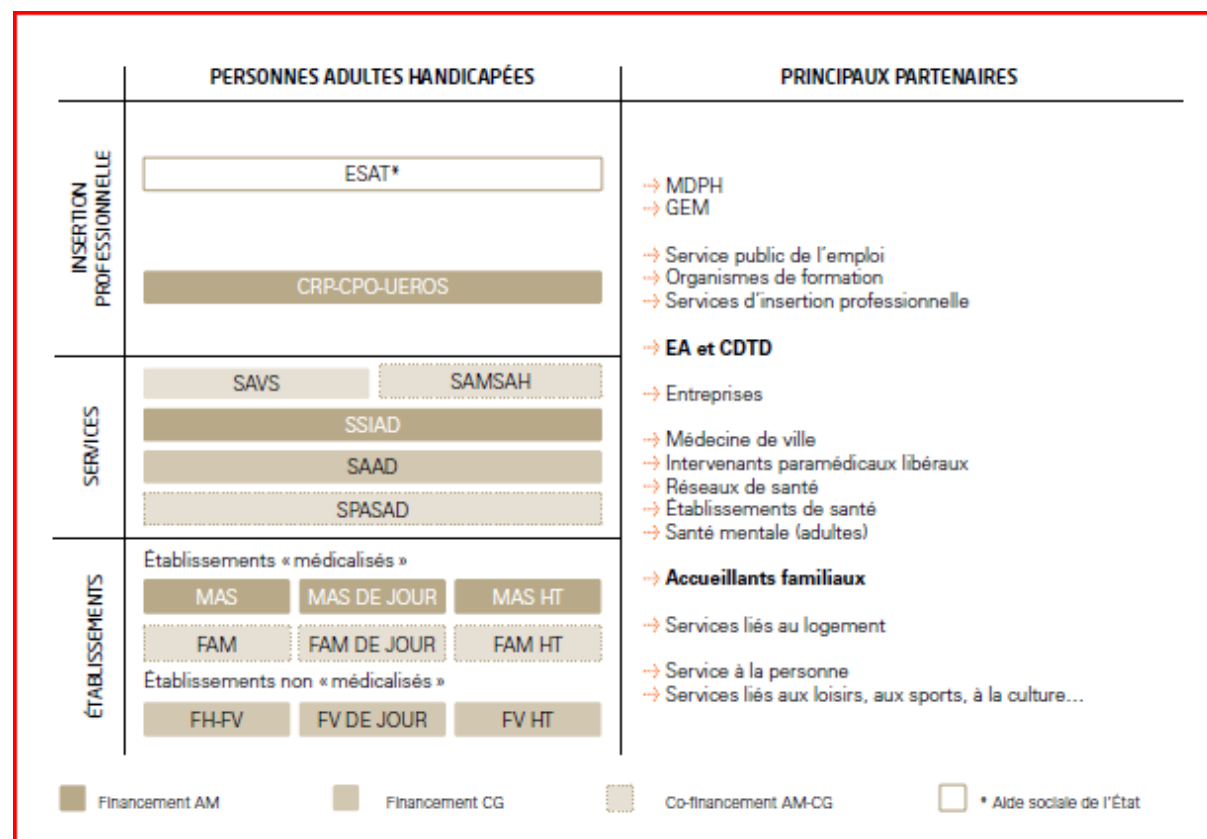 PERSONNES ADULTES HANDICAPÉES
PRINCIPAUX PARTENAIRES
INSERTION
PROFESSIONNELLE
ESAT*
CRP-CPO-UEROS
SERVICES
SAVS
SAMSAH
SSIAD
SAAD
SPASAD
ÉTABLISSEMENTS
Établissements « médicalisés »
MAS
MAS DE JOUR
MAS HT
FAM
FAM DE JOUR
FAM HT
Établissements non « médicalisés »
FH-FV
FV DE JOUR
FV HT
MDPH
GEM
Service public de l'emploi
Organismes de formation
Services d'insertion professionnelle
EA et CDTD
Entreprises
Médecine de ville
Intervenants paramédicaux libéraux
Réseaux de santé
Établissements de santé
Santé mentale (adultes)
Accueillants familiaux
Services liés au logement
Service à la personne
Services liés aux loisirs, aux sports, à la culture...
Financement AM
Financement CG
Co-financement AM-CG
* Aide sociale de l'État